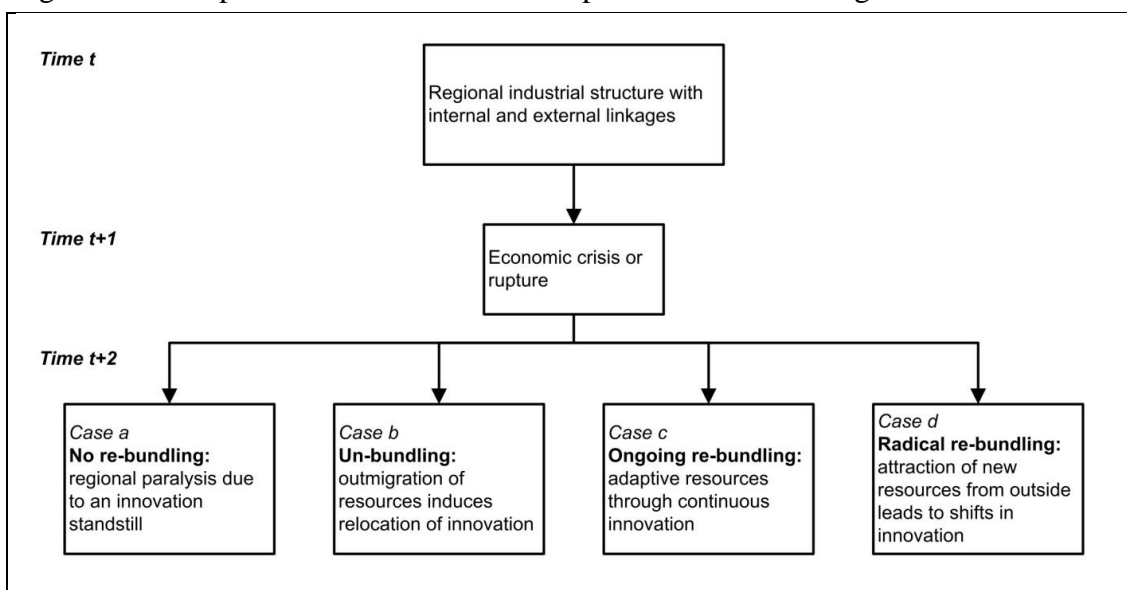 Time t
Regional industrial structure with
internal and external linkages
Time t+1
Economic crisis or
rupture
Time t+2
Case a
No re-bundling:
regional paralysis due
to an innovation
standstill
Case b
Un-bundling:
outmigration of
resources induces
relocation of innovation
Case c
Ongoing re-bundling:
adaptive resources
through continuous
innovation
Case d
Radical re-bundling:
attraction of new
resources from outside
leads to shifts in
innovation